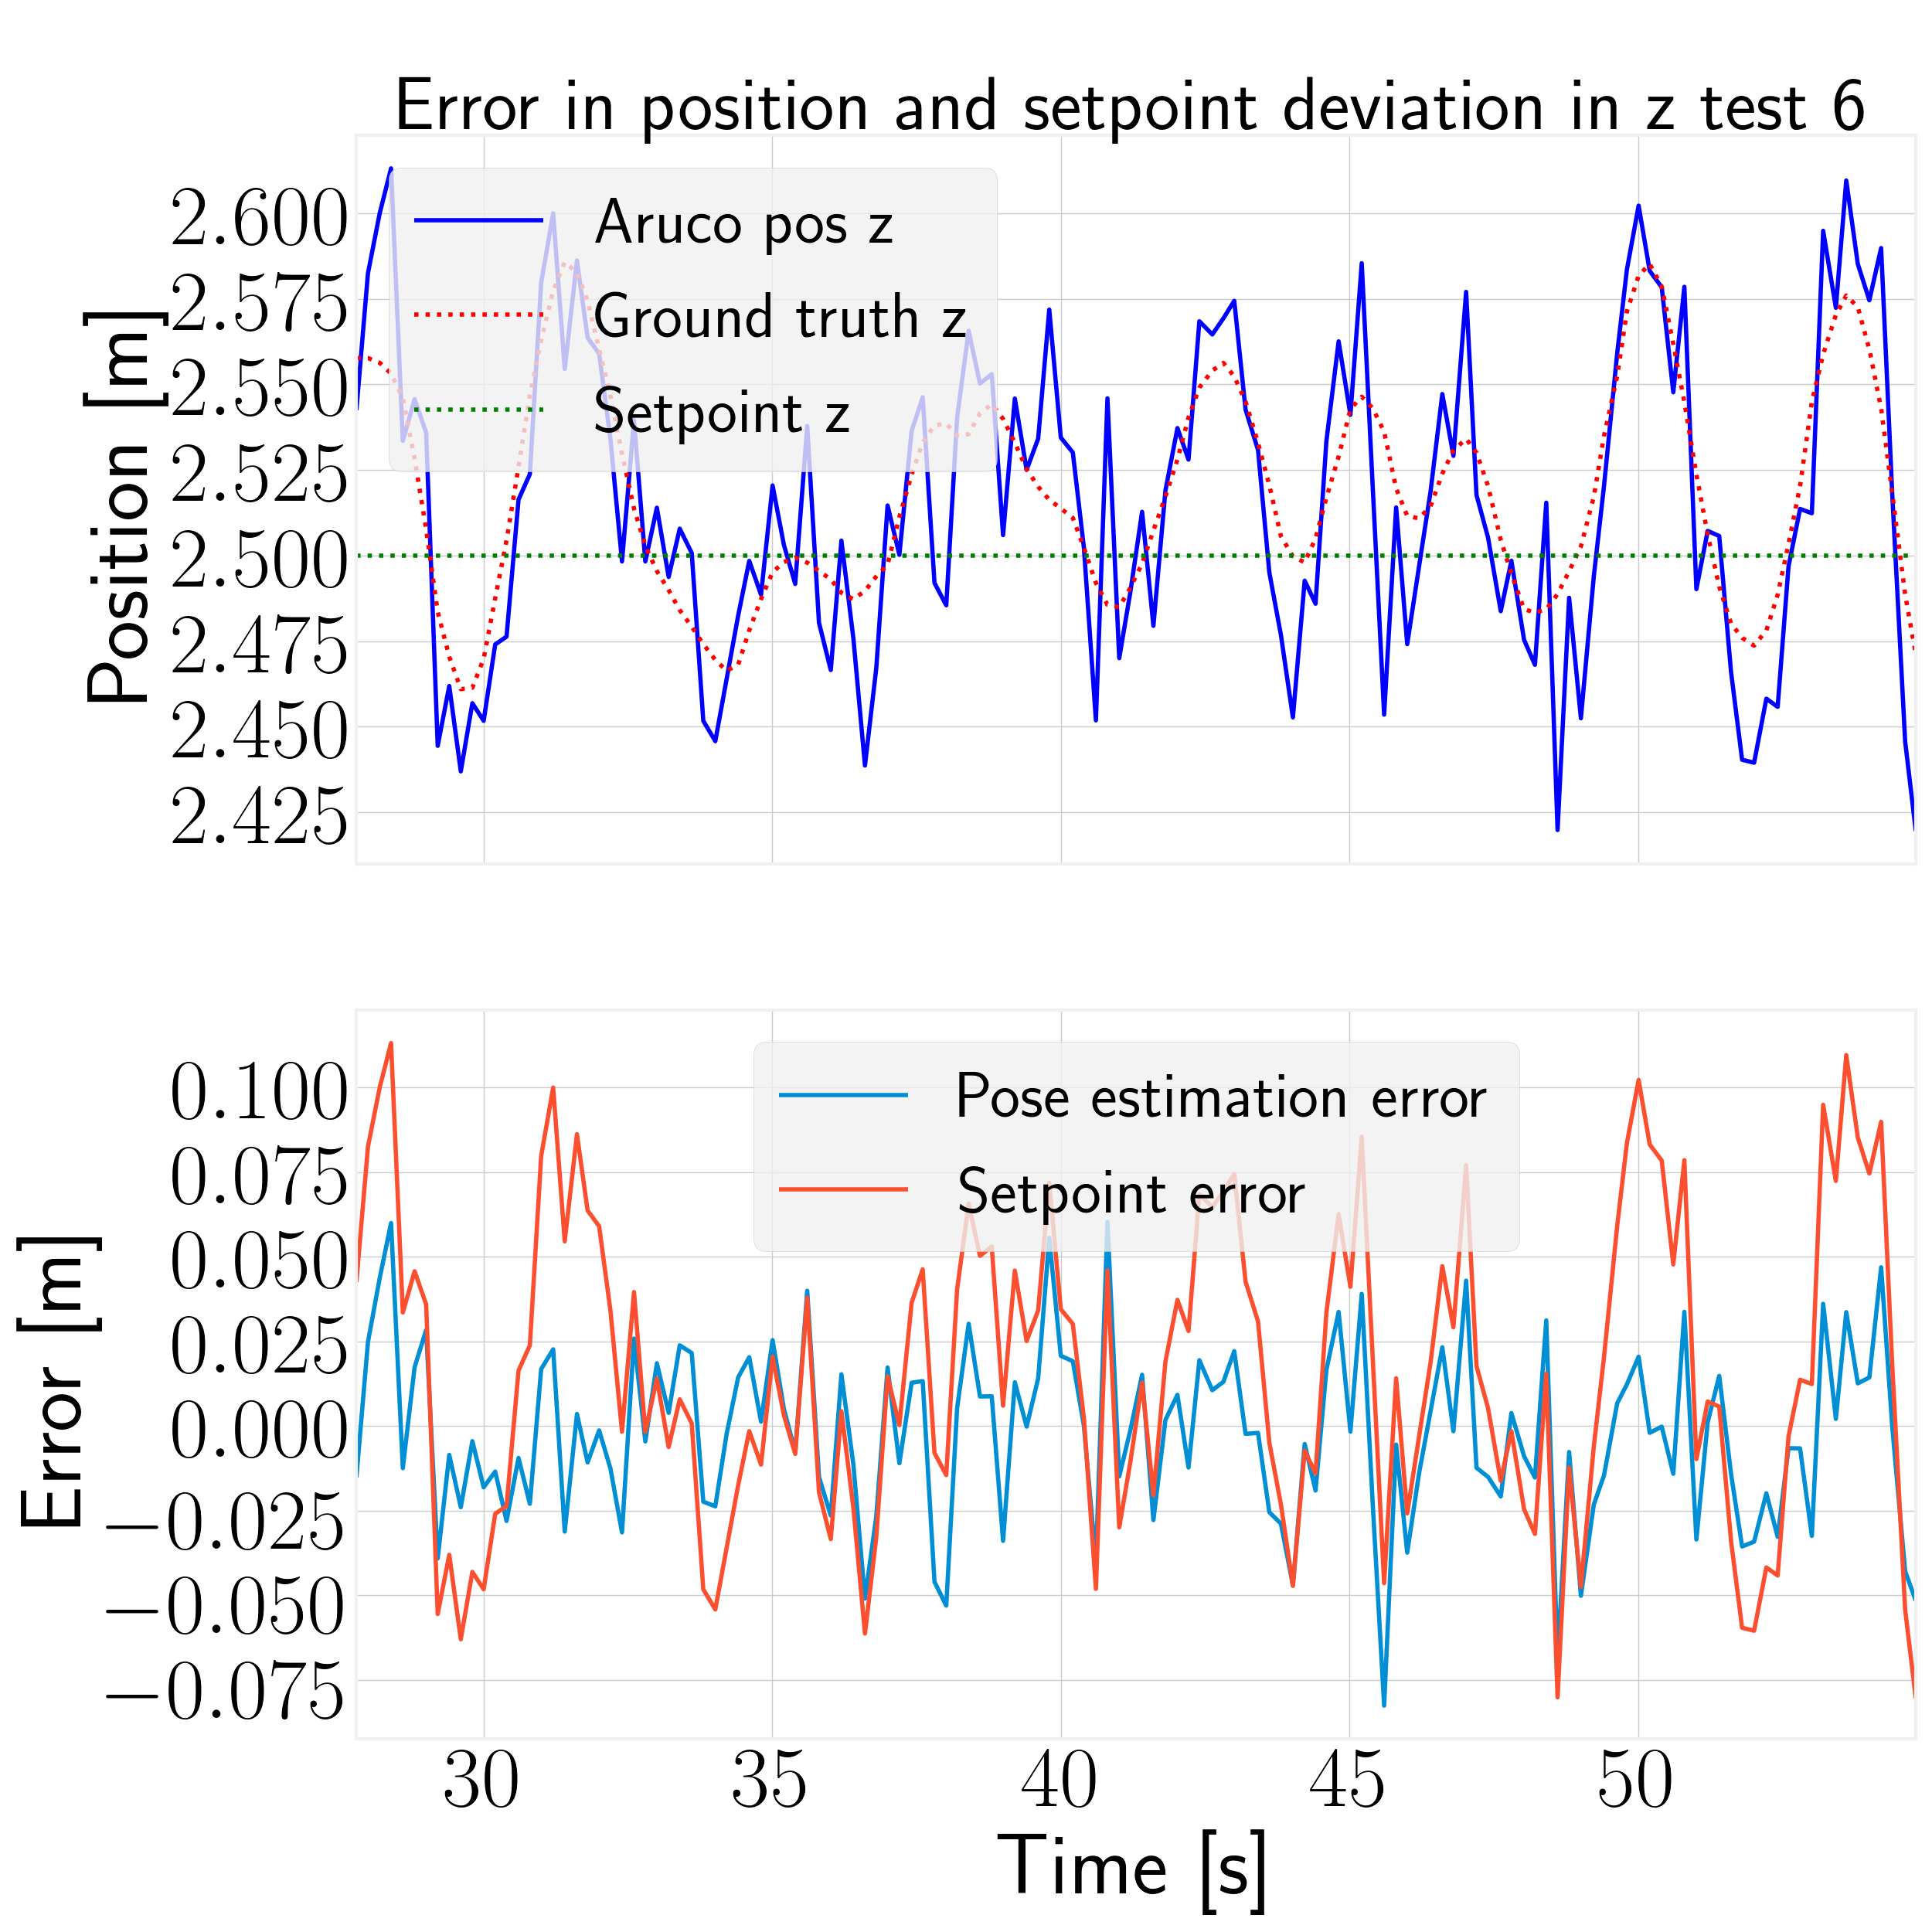 Error in position and setpoint deviation in z test 6
Position [m]
2.600
2.575
2.550
2.525
2.500
2.475
2.450
2.425
Aruco pos z
Ground truth z
Setpoint z
Error [m]
0.100
0.075
0.050
0.025
0.000
−0.025
−0.050
−0.075
Pose estimation error
Setpoint error
30 35 40 45 50
Time [s]